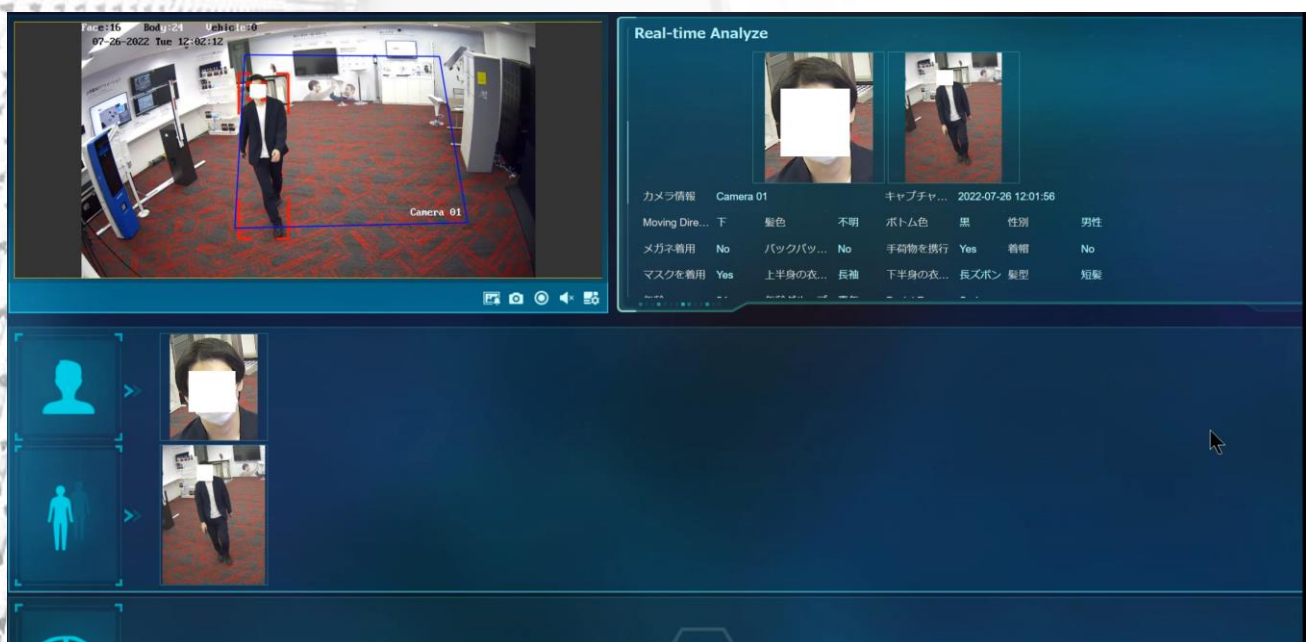 Face:16 Body:24 Vehicle:0
07-26-2022 Tue 12:02:12
Camera 01
Real-time Analyze
カメラ情報 Camera 01 キャプチャ... 2022-07-26 12:01:56
Moving Dire... 下 髪色 不明 ボトム色 黒 性別 男性
メガネ着用 No バックパッ... No 手荷物を携行 Yes 着帽 No
マスクを着用 Yes 上半身の衣... 長袖 下半身の衣... 長ズボン 髪型 短髪